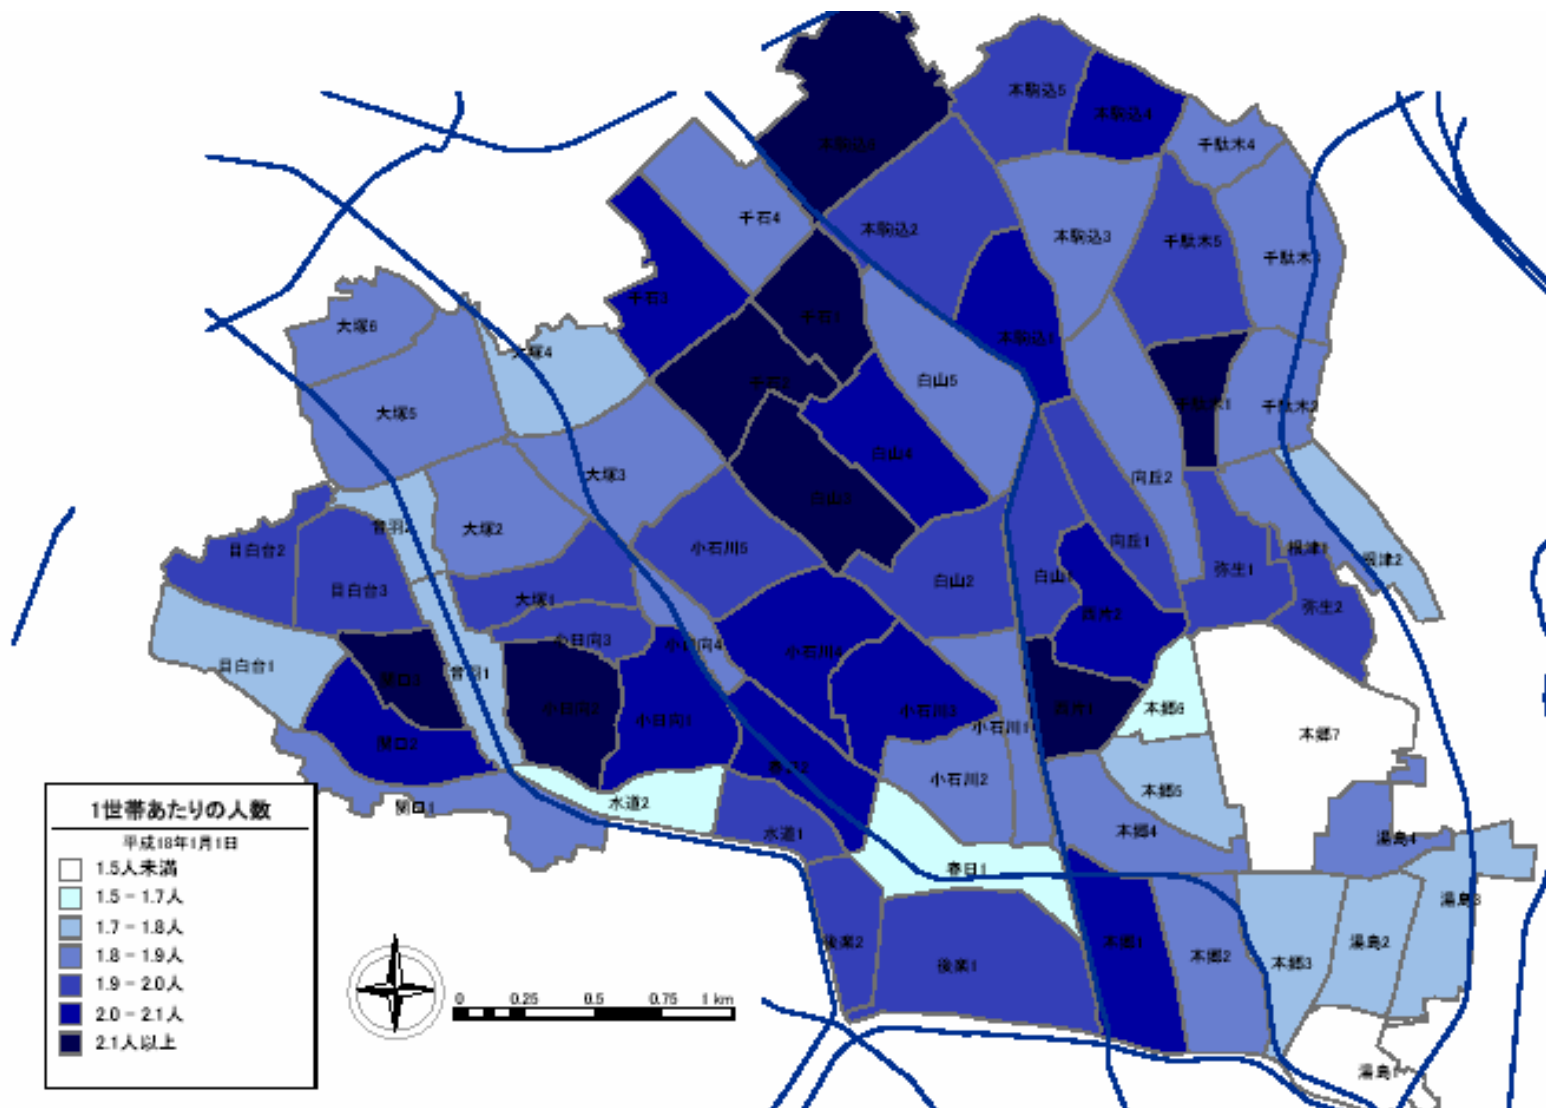 本駒込5
本駒込4
本駒込6
千駄木4
千石4
本駒込2
本駒込3
千駄木5
千駄木3
千石3
千石1
大塚6
本駒込1
大塚4
千石2
白山5
大塚5
千駄木1
千駄木2
白山4
大塚3
向丘2
白山3
音羽2
大塚2
小石川5
向丘1
根津1
根津2
目白台2
白山2
白山1
弥生1
目白台3
大塚1
弥生2
西片2
小日向3
小日向4
小石川4
目白台1
音羽1
関口3
小日向2
小日向1
小石川3
西片1
本郷6
小石川1
本郷7
関口2
春日2
小石川2
本郷5
関口1
水道2
水道1
本郷4
湯島4
春日1
湯島3
後楽2
後楽1
本郷1
本郷2
本郷3
湯島2
湯島1
1世帯あたりの人数
平成18年1月1日
1.5人未満
1.5 - 1.7人
1.7 - 1.8人
1.8 - 1.9人
1.9 - 2.0人
2.0 - 2.1人
2.1人以上
0 0.25 0.5 0.75 1 km